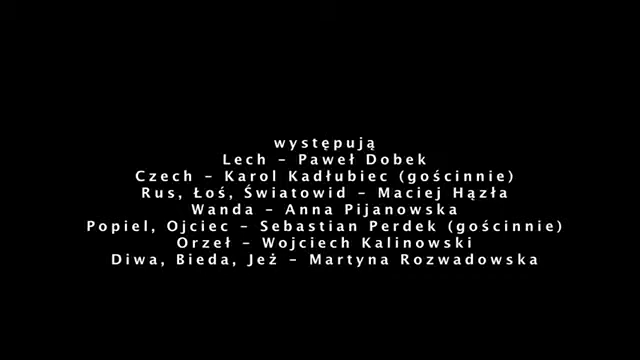 występują
Lech – Paweł Dobek
Czech – Karol Kadłubiec (gościnnie)
Rus, Łoś, Światowid – Maciej Hązła
Wanda – Anna Pijanowska
Popiel, Ojciec – Sebastian Perdek (gościnnie)
Orzeł – Wojciech Kalinowski
Diwa, Bieda, Jeż – Martyna Rozwadowska